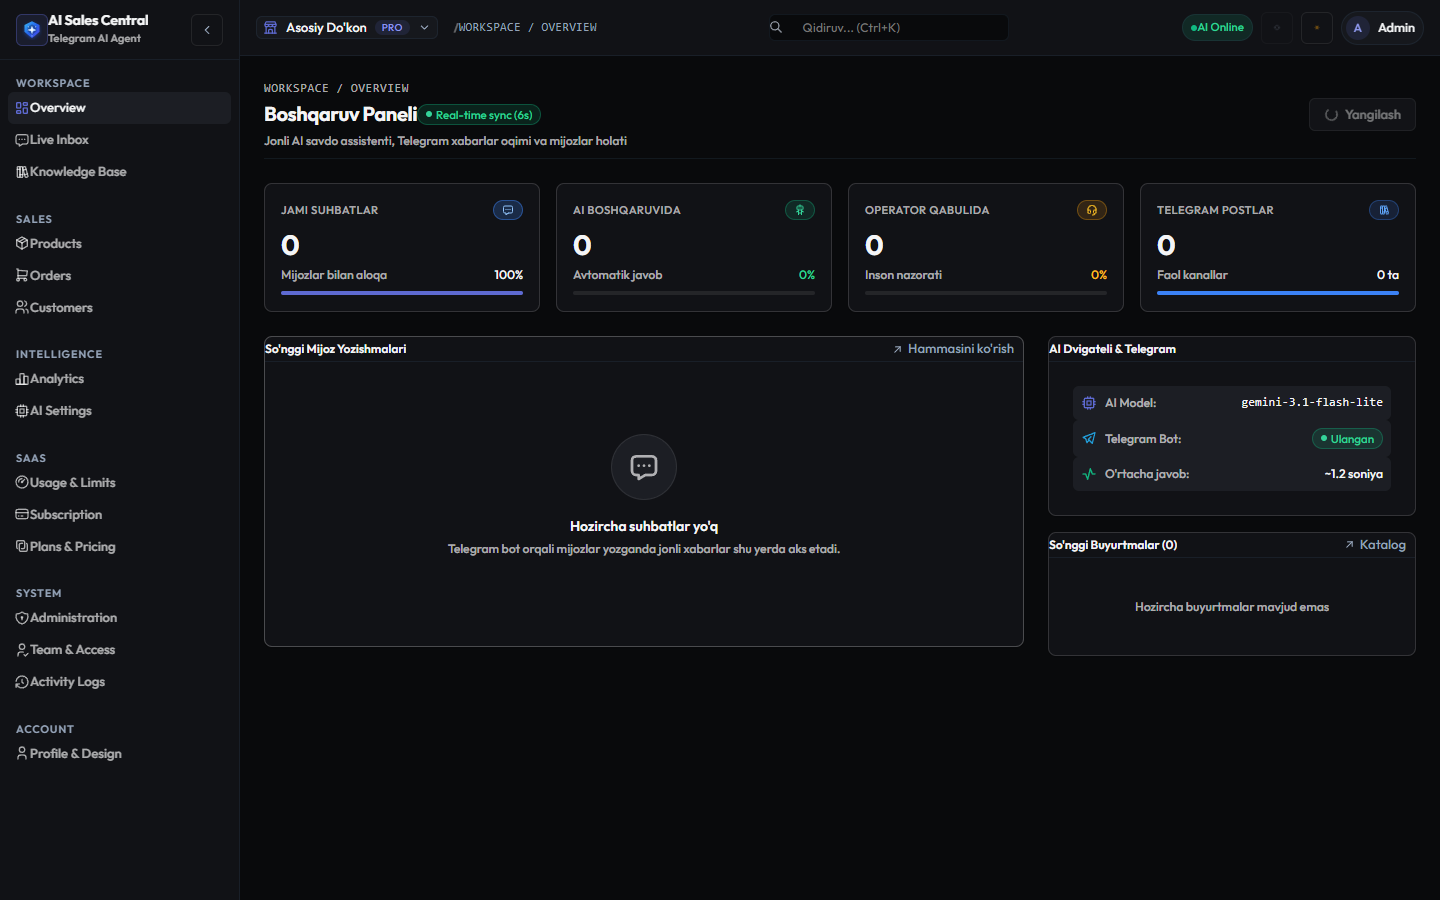 AI Sales Central
Telegram AI Agent
WORKSPACE
Overview
Live Inbox
Knowledge Base
SALES
Products
Orders
Customers
INTELLIGENCE
Analytics
AI Settings
SAAS
Usage & Limits
Subscription
Plans & Pricing
SYSTEM
Administration
Team & Access
Activity Logs
ACCOUNT
Profile & Design
Asosiy Do'kon PRO
/WORKSPACE / OVERVIEW
Qidiruv... (Ctrl+K)
AI Online
A Admin
WORKSPACE / OVERVIEW
Boshqaruv Paneli
Real-time sync (6s)
Jonli AI savdo assistenti, Telegram xabarlar oqimi va mijozlar holati
Yangilash
JAMI SUHBATLAR
0
Mijozlar bilan aloqa 100%
AI BOSHQARUVIDA
0
Avtomatik javob 0%
OPERATOR QABULIDA
0
Inson nazorati 0%
TELEGRAM POSTLAR
0
Faol kanallar 0 ta
So'nggi Mijoz Yozishmalari
Hammasini ko'rish
Hozircha suhbatlar yo'q
Telegram bot orqali mijozlar yozganda jonli xabarlar shu yerda aks etadi.
AI Dvigateli & Telegram
AI Model: gemini-3.1-flash-lite
Telegram Bot: Ulangan
O'rtacha javob: ~1.2 soniya
So'nggi Buyurtmalar (0)
Katalog
Hozircha buyurtmalar mavjud emas